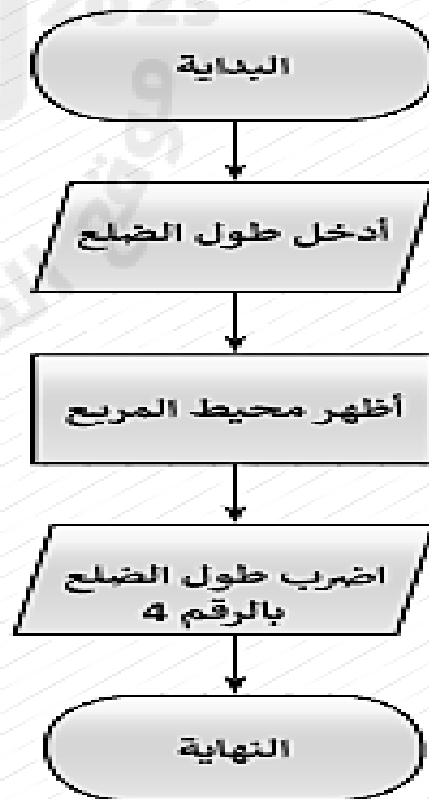 البداية
أدخل طول الضلع
أظهر محيط المربع
اضرب طول الضلع
بالرقم 4
النهاية